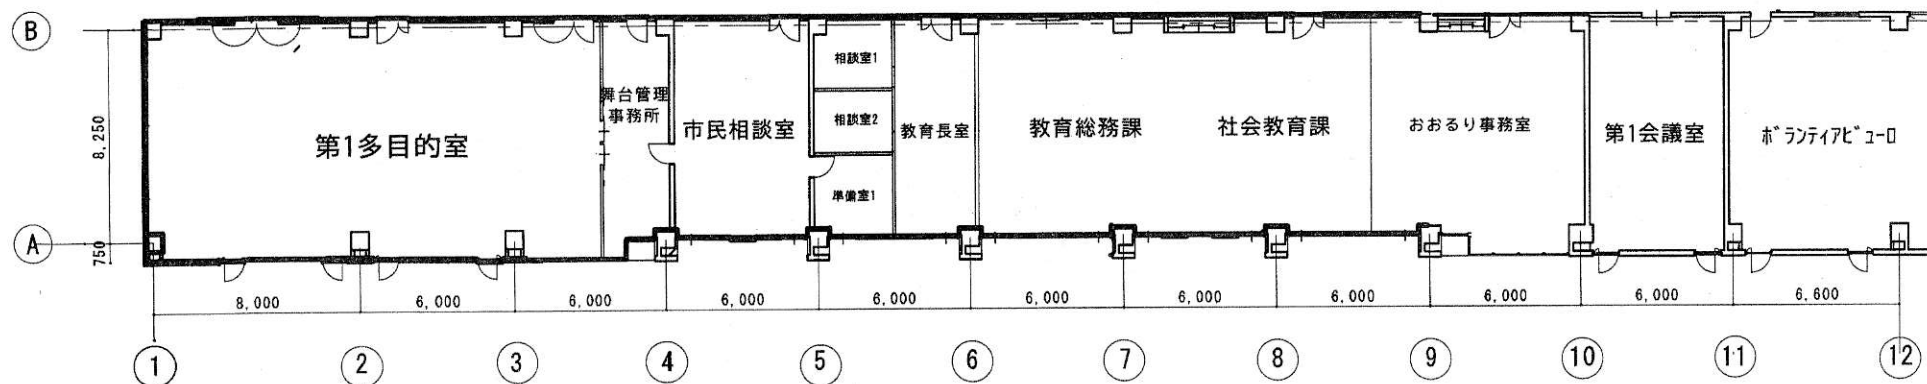 B
相談室1
舞台管理
事務所
8,250
相談室2
市民相談室
教育長室
教育総務課
社会教育課
おおるり事務室
第1会議室
ボランティアビューロ
第1多目的室
準備室1
A
750
8,000
6,000
6,000
6,000
6,000
6,000
6,000
6,000
6,000
6,000
6,600
1
2
3
4
5
6
7
8
9
10
11
12